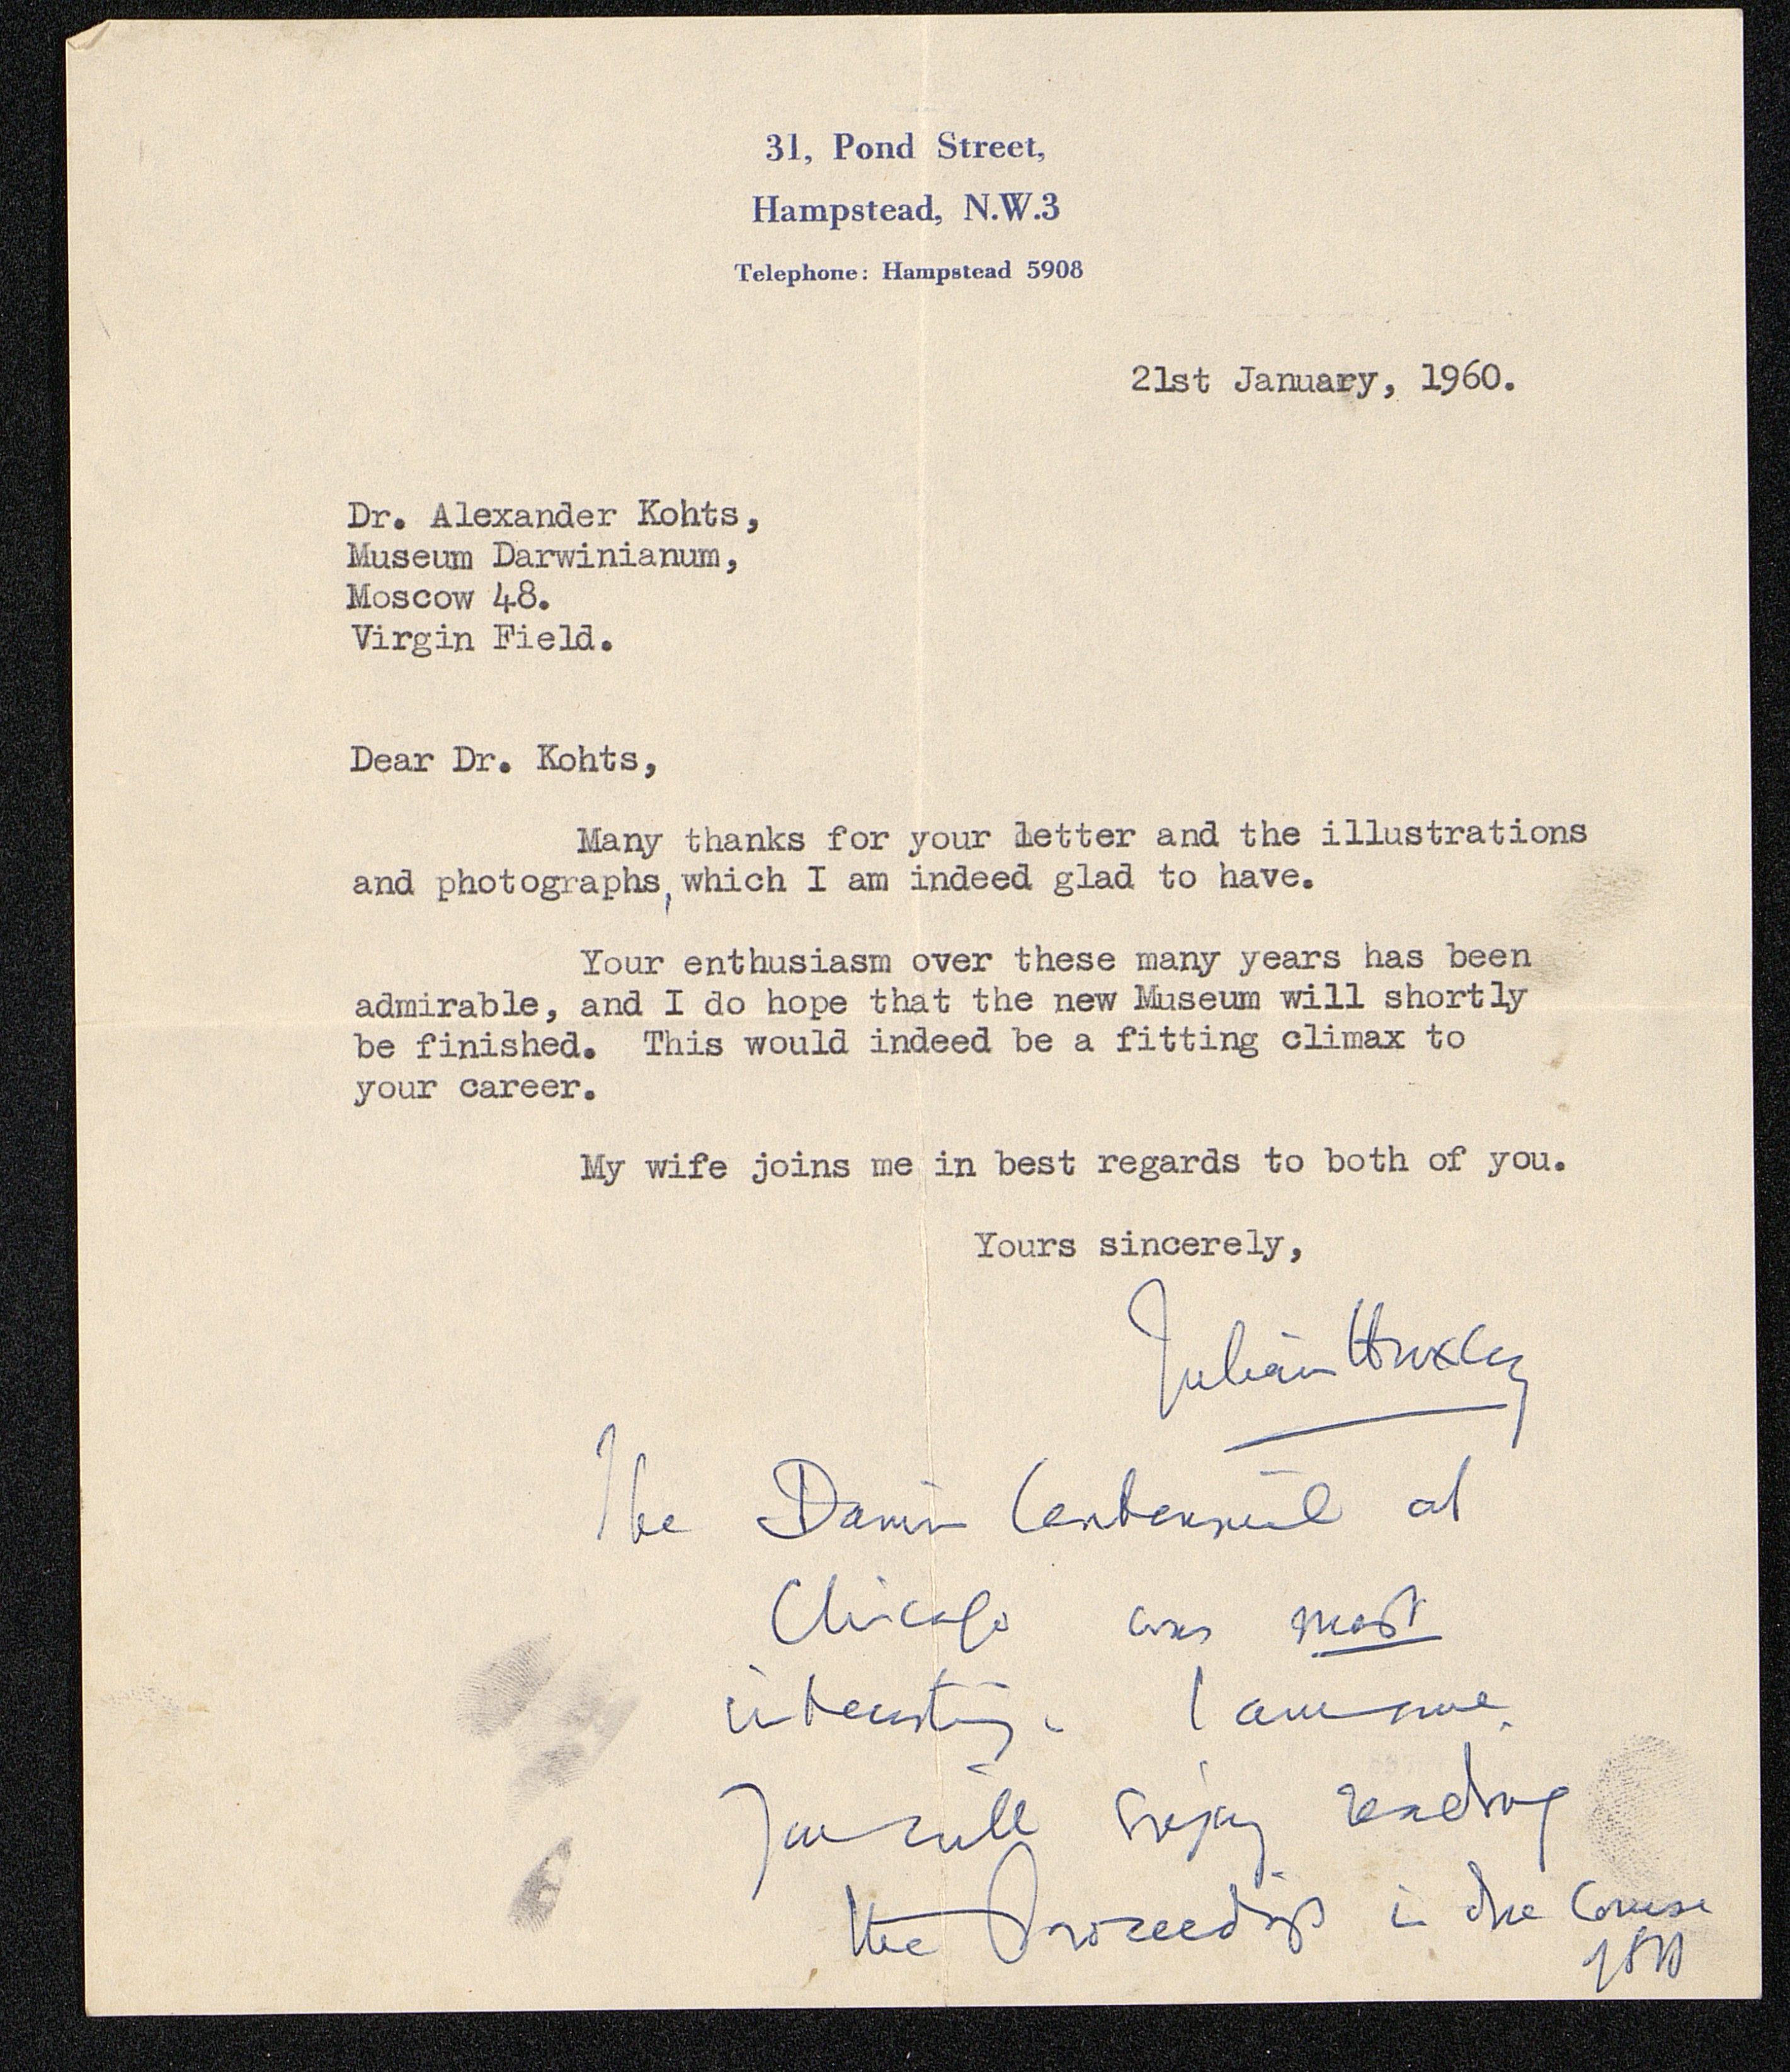 31, Pond Street,
Hampstead, N.W.3
Telephone: Hampstead 5908
21st January, 1960.
Dr. Alexander Kohts,
Museum Darwinianum,
Moscow 48.
Virgin Field.
Dear Dr. Kohts,
Many thanks for your letter and the illustrations
and photographs, which I am indeed glad to have.
Your enthusiasm over these many years has been
admirable, and I do hope that the new Museum will shortly
be finished. This would indeed be a fitting climax to
your career.
My wife joins me in best regards to both of you.
Yours sincerely,
Julian Huxley
The Darwin Centennial at
Chicago was most
interesting. I am sure
you will enjoy reading
the Proceedings in due course
JSH